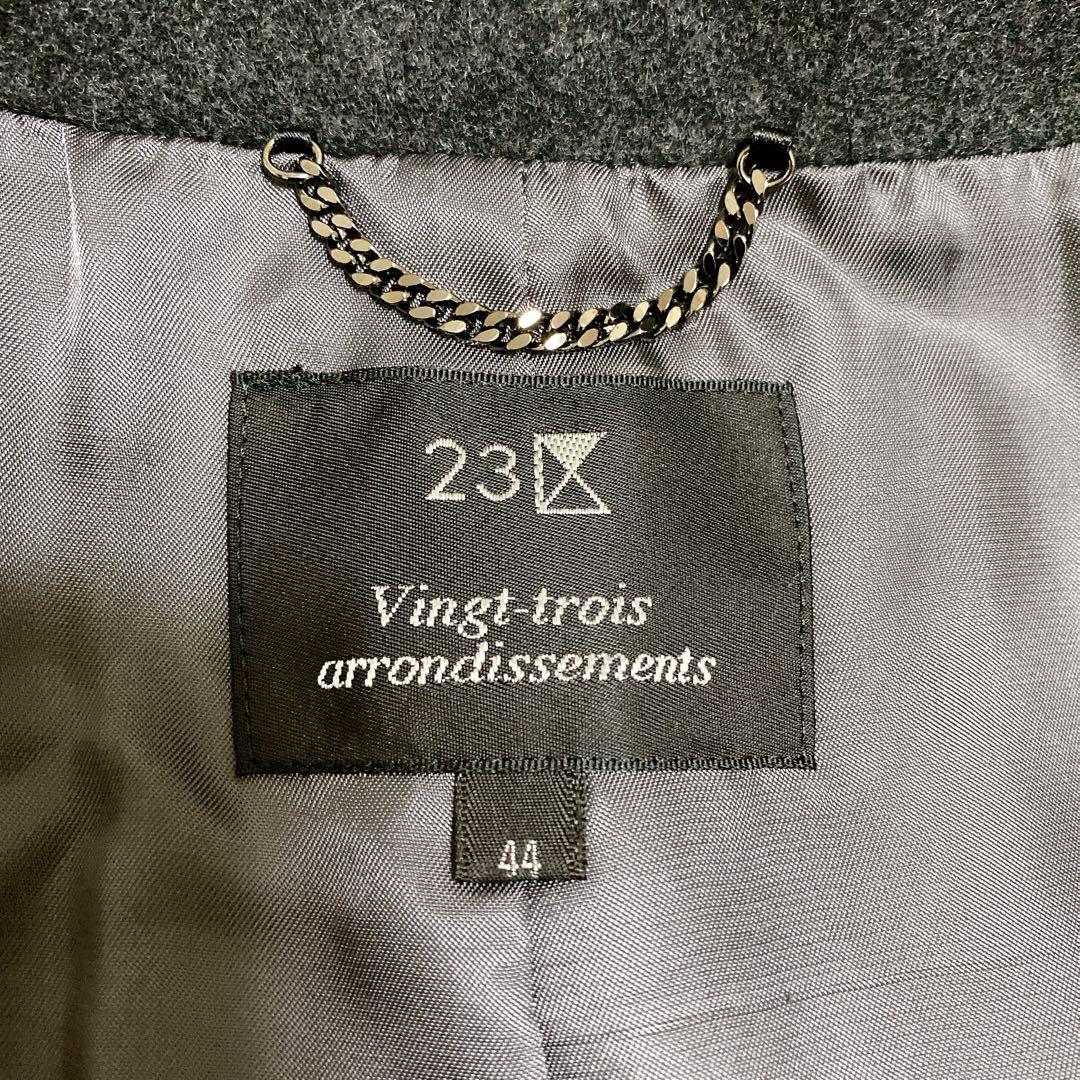 23
Vingt-trois
arrondissements
44